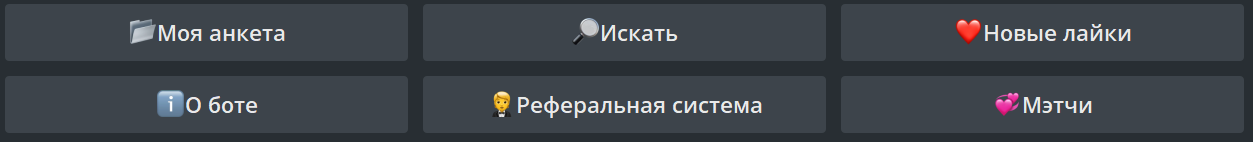 📁Моя анкета
🔎Искать
❤️Новые лайки
ℹ️О боте
🤵Реферальная система
💞Мэтчи